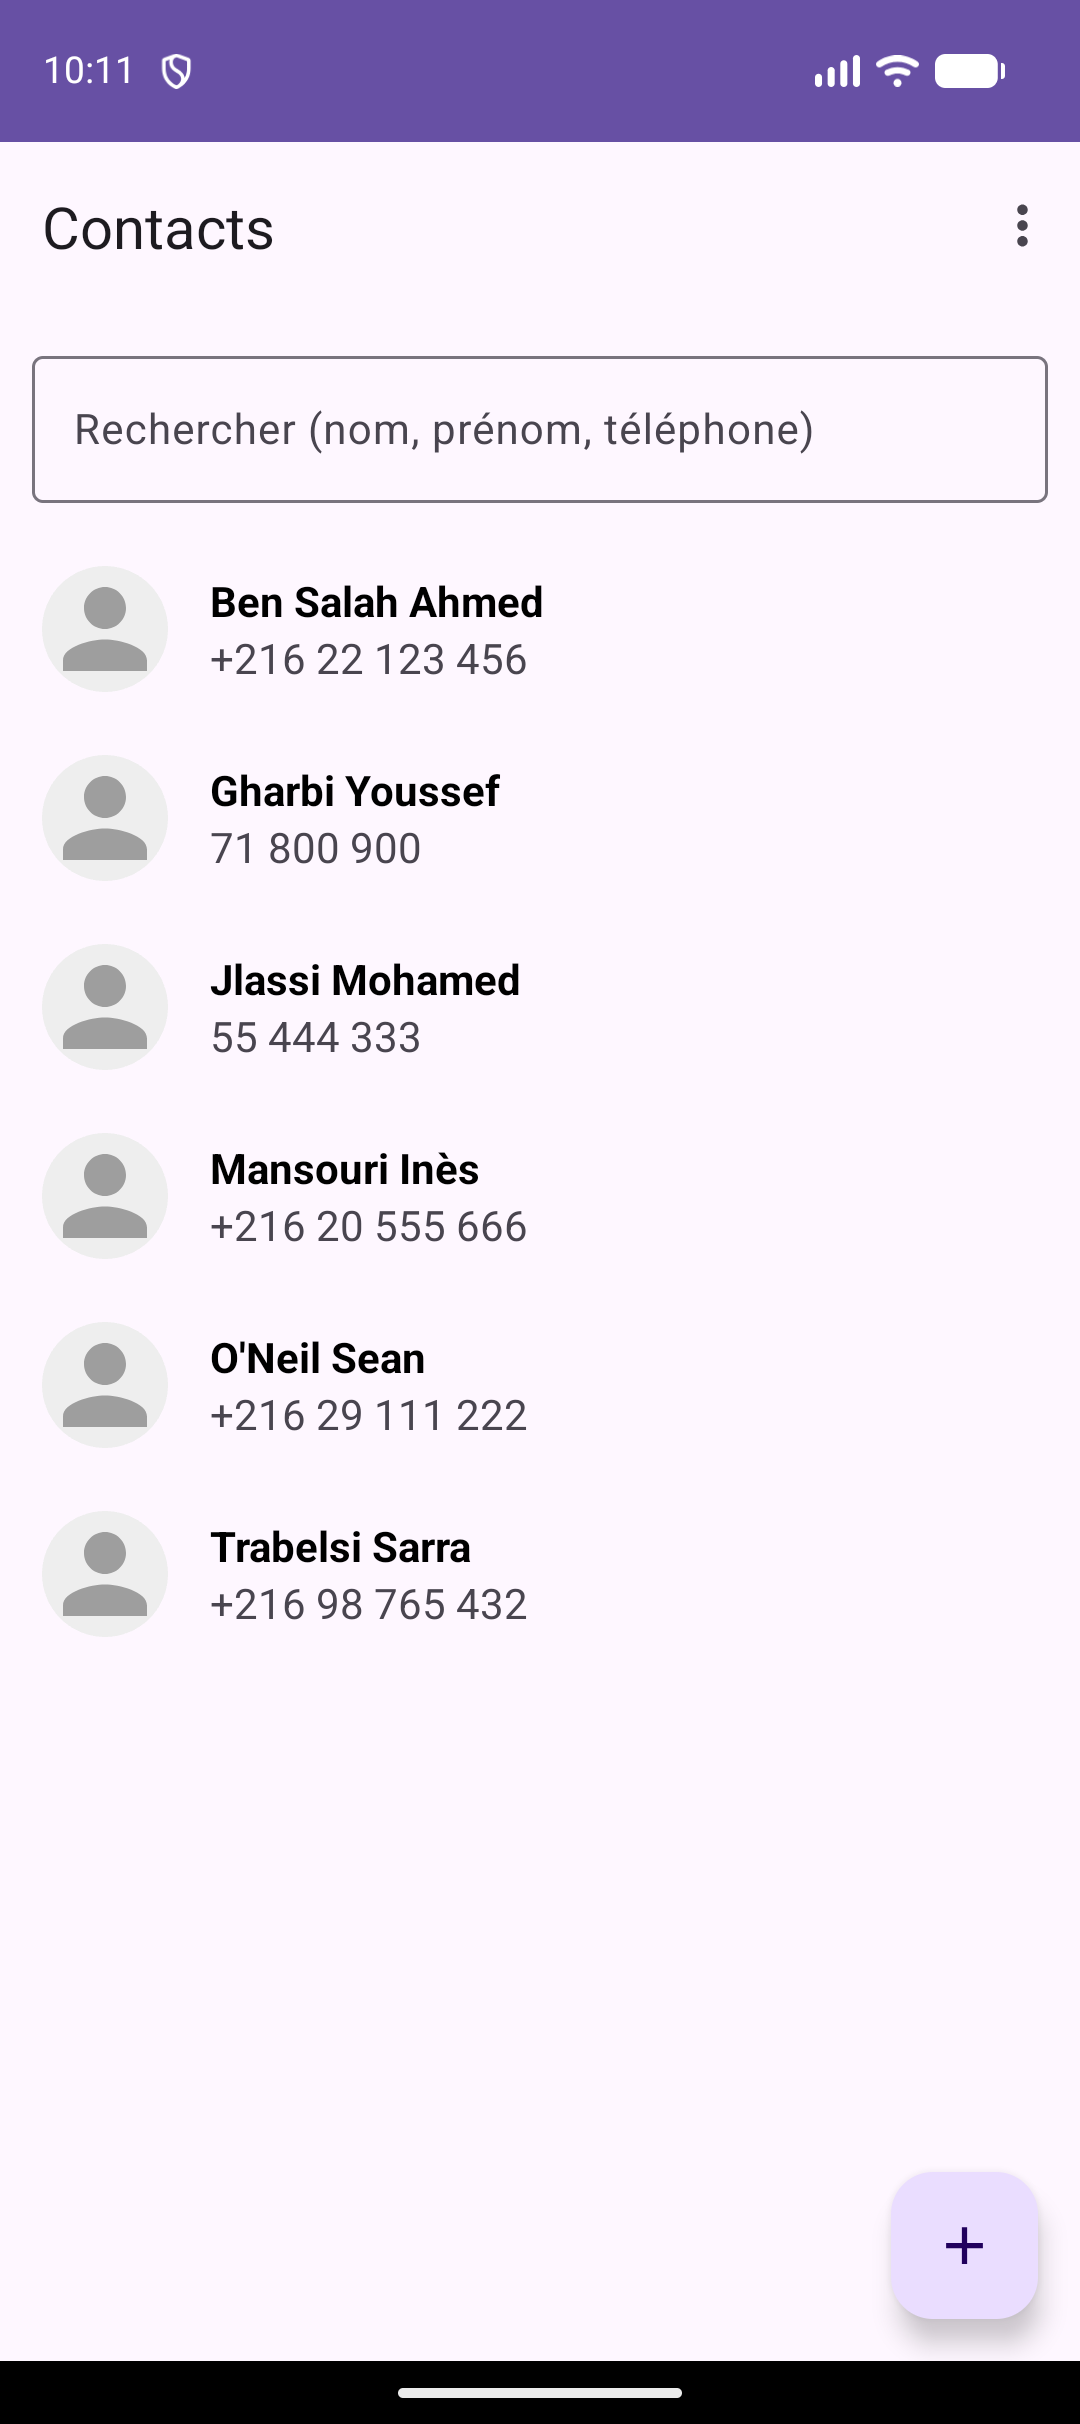 10:11
Contacts
Rechercher (nom, prénom, téléphone)
Ben Salah Ahmed
+216 22 123 456
Gharbi Youssef
71 800 900
Jlassi Mohamed
55 444 333
Mansouri Inès
+216 20 555 666
O'Neil Sean
+216 29 111 222
Trabelsi Sarra
+216 98 765 432